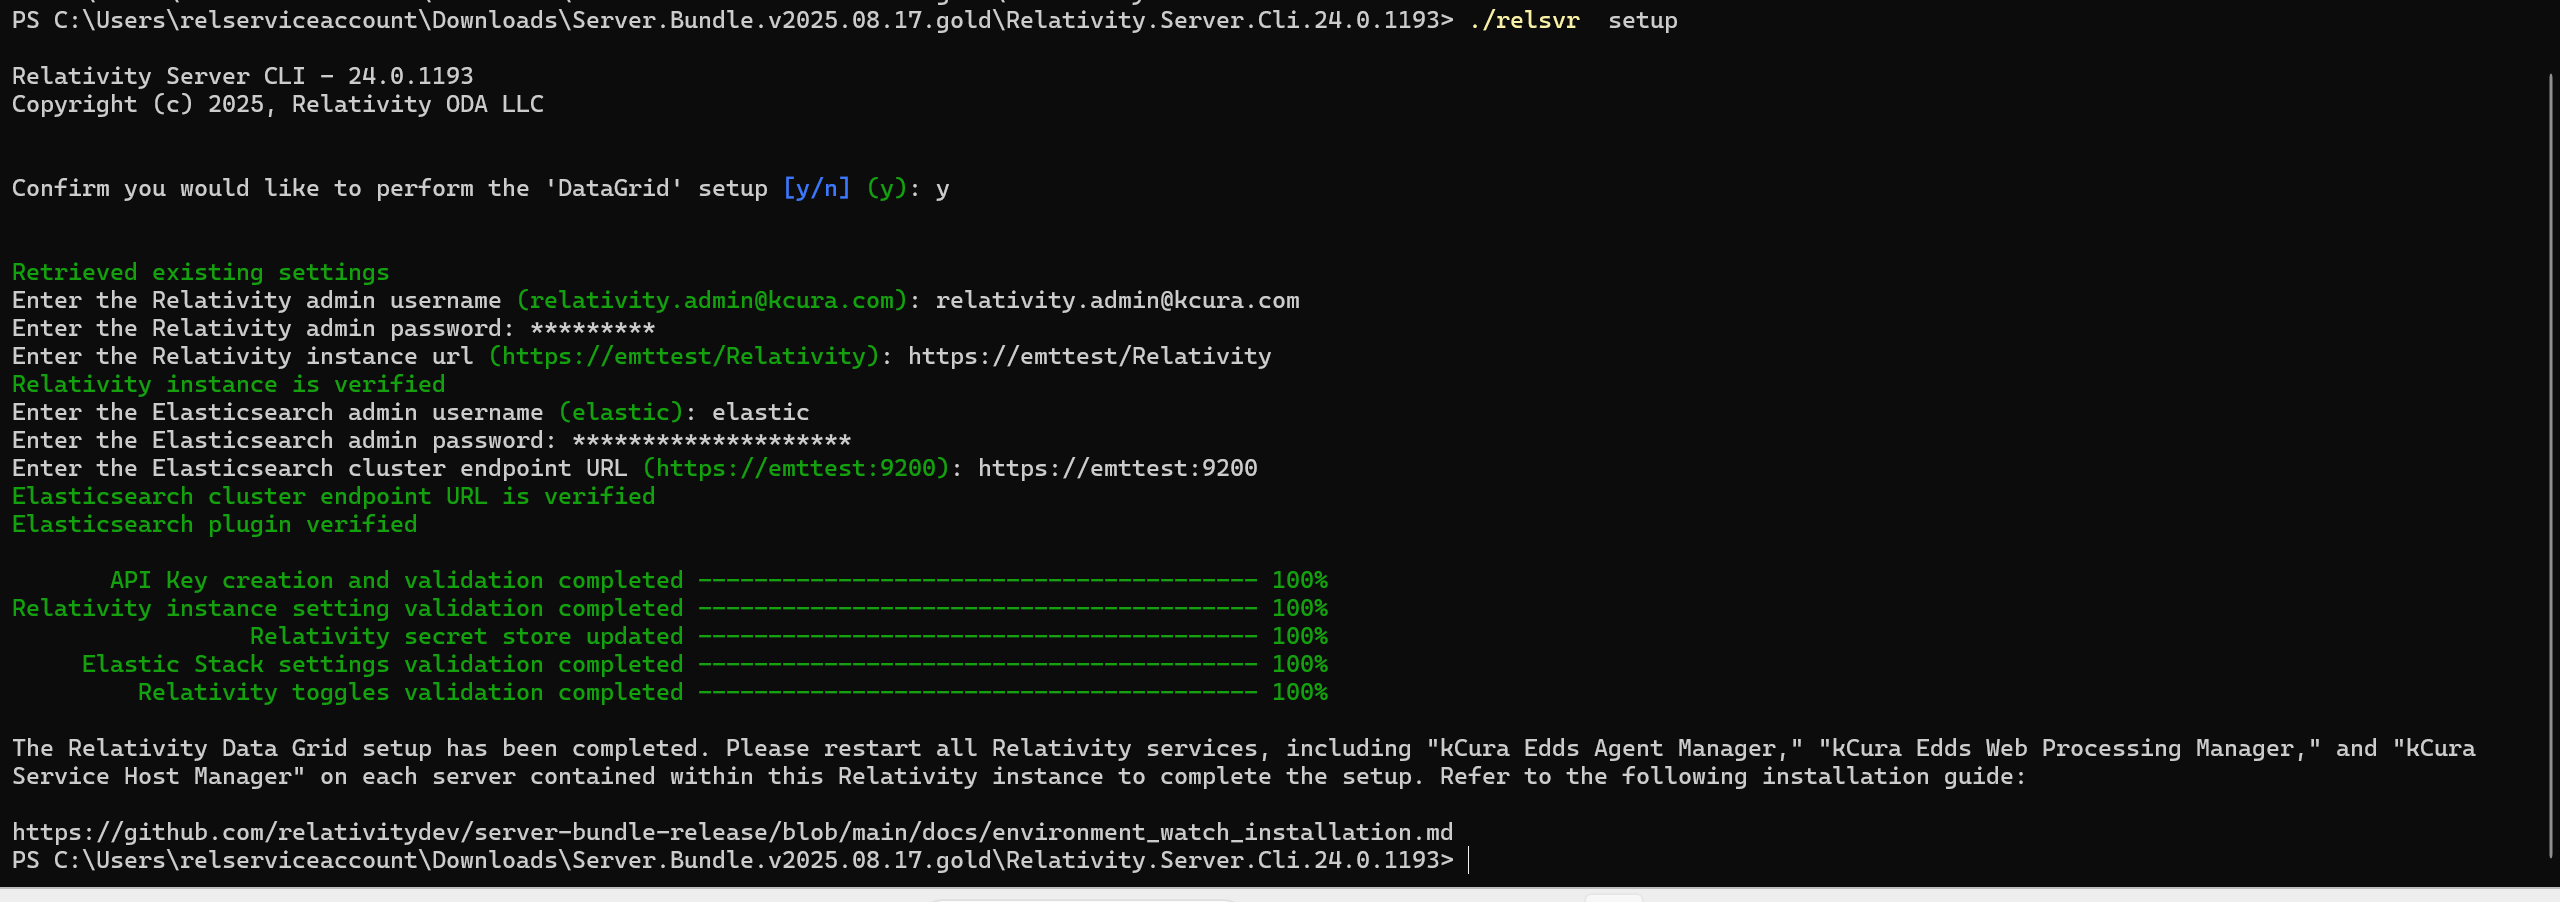 PS C:\Users\relserviceaccount\Downloads\Server.Bundle.v2025.08.17.gold\Relativity.Server.Cli.24.0.1193> ./relsvr  setup
Relativity Server CLI - 24.0.1193
Copyright (c) 2025, Relativity ODA LLC
Confirm you would like to perform the 'DataGrid' setup [y/n] (y): y
Retrieved existing settings
Enter the Relativity admin username (relativity.admin@kcura.com): relativity.admin@kcura.com
Enter the Relativity admin password: *********
Enter the Relativity instance url (https://emttest/Relativity): https://emttest/Relativity
Relativity instance is verified
Enter the Elasticsearch admin username (elastic): elastic
Enter the Elasticsearch admin password: ********************
Enter the Elasticsearch cluster endpoint URL (https://emttest:9200): https://emttest:9200
Elasticsearch cluster endpoint URL is verified
Elasticsearch plugin verified
API Key creation and validation completed ---------------------------------------- 100%
Relativity instance setting validation completed ---------------------------------------- 100%
Relativity secret store updated ---------------------------------------- 100%
Elastic Stack settings validation completed ---------------------------------------- 100%
Relativity toggles validation completed ---------------------------------------- 100%
The Relativity Data Grid setup has been completed. Please restart all Relativity services, including "kCura Edds Agent Manager," "kCura Edds Web Processing Manager," and "kCura
Service Host Manager" on each server contained within this Relativity instance to complete the setup. Refer to the following installation guide:
https://github.com/relativitydev/server-bundle-release/blob/main/docs/environment_watch_installation.md
PS C:\Users\relserviceaccount\Downloads\Server.Bundle.v2025.08.17.gold\Relativity.Server.Cli.24.0.1193>